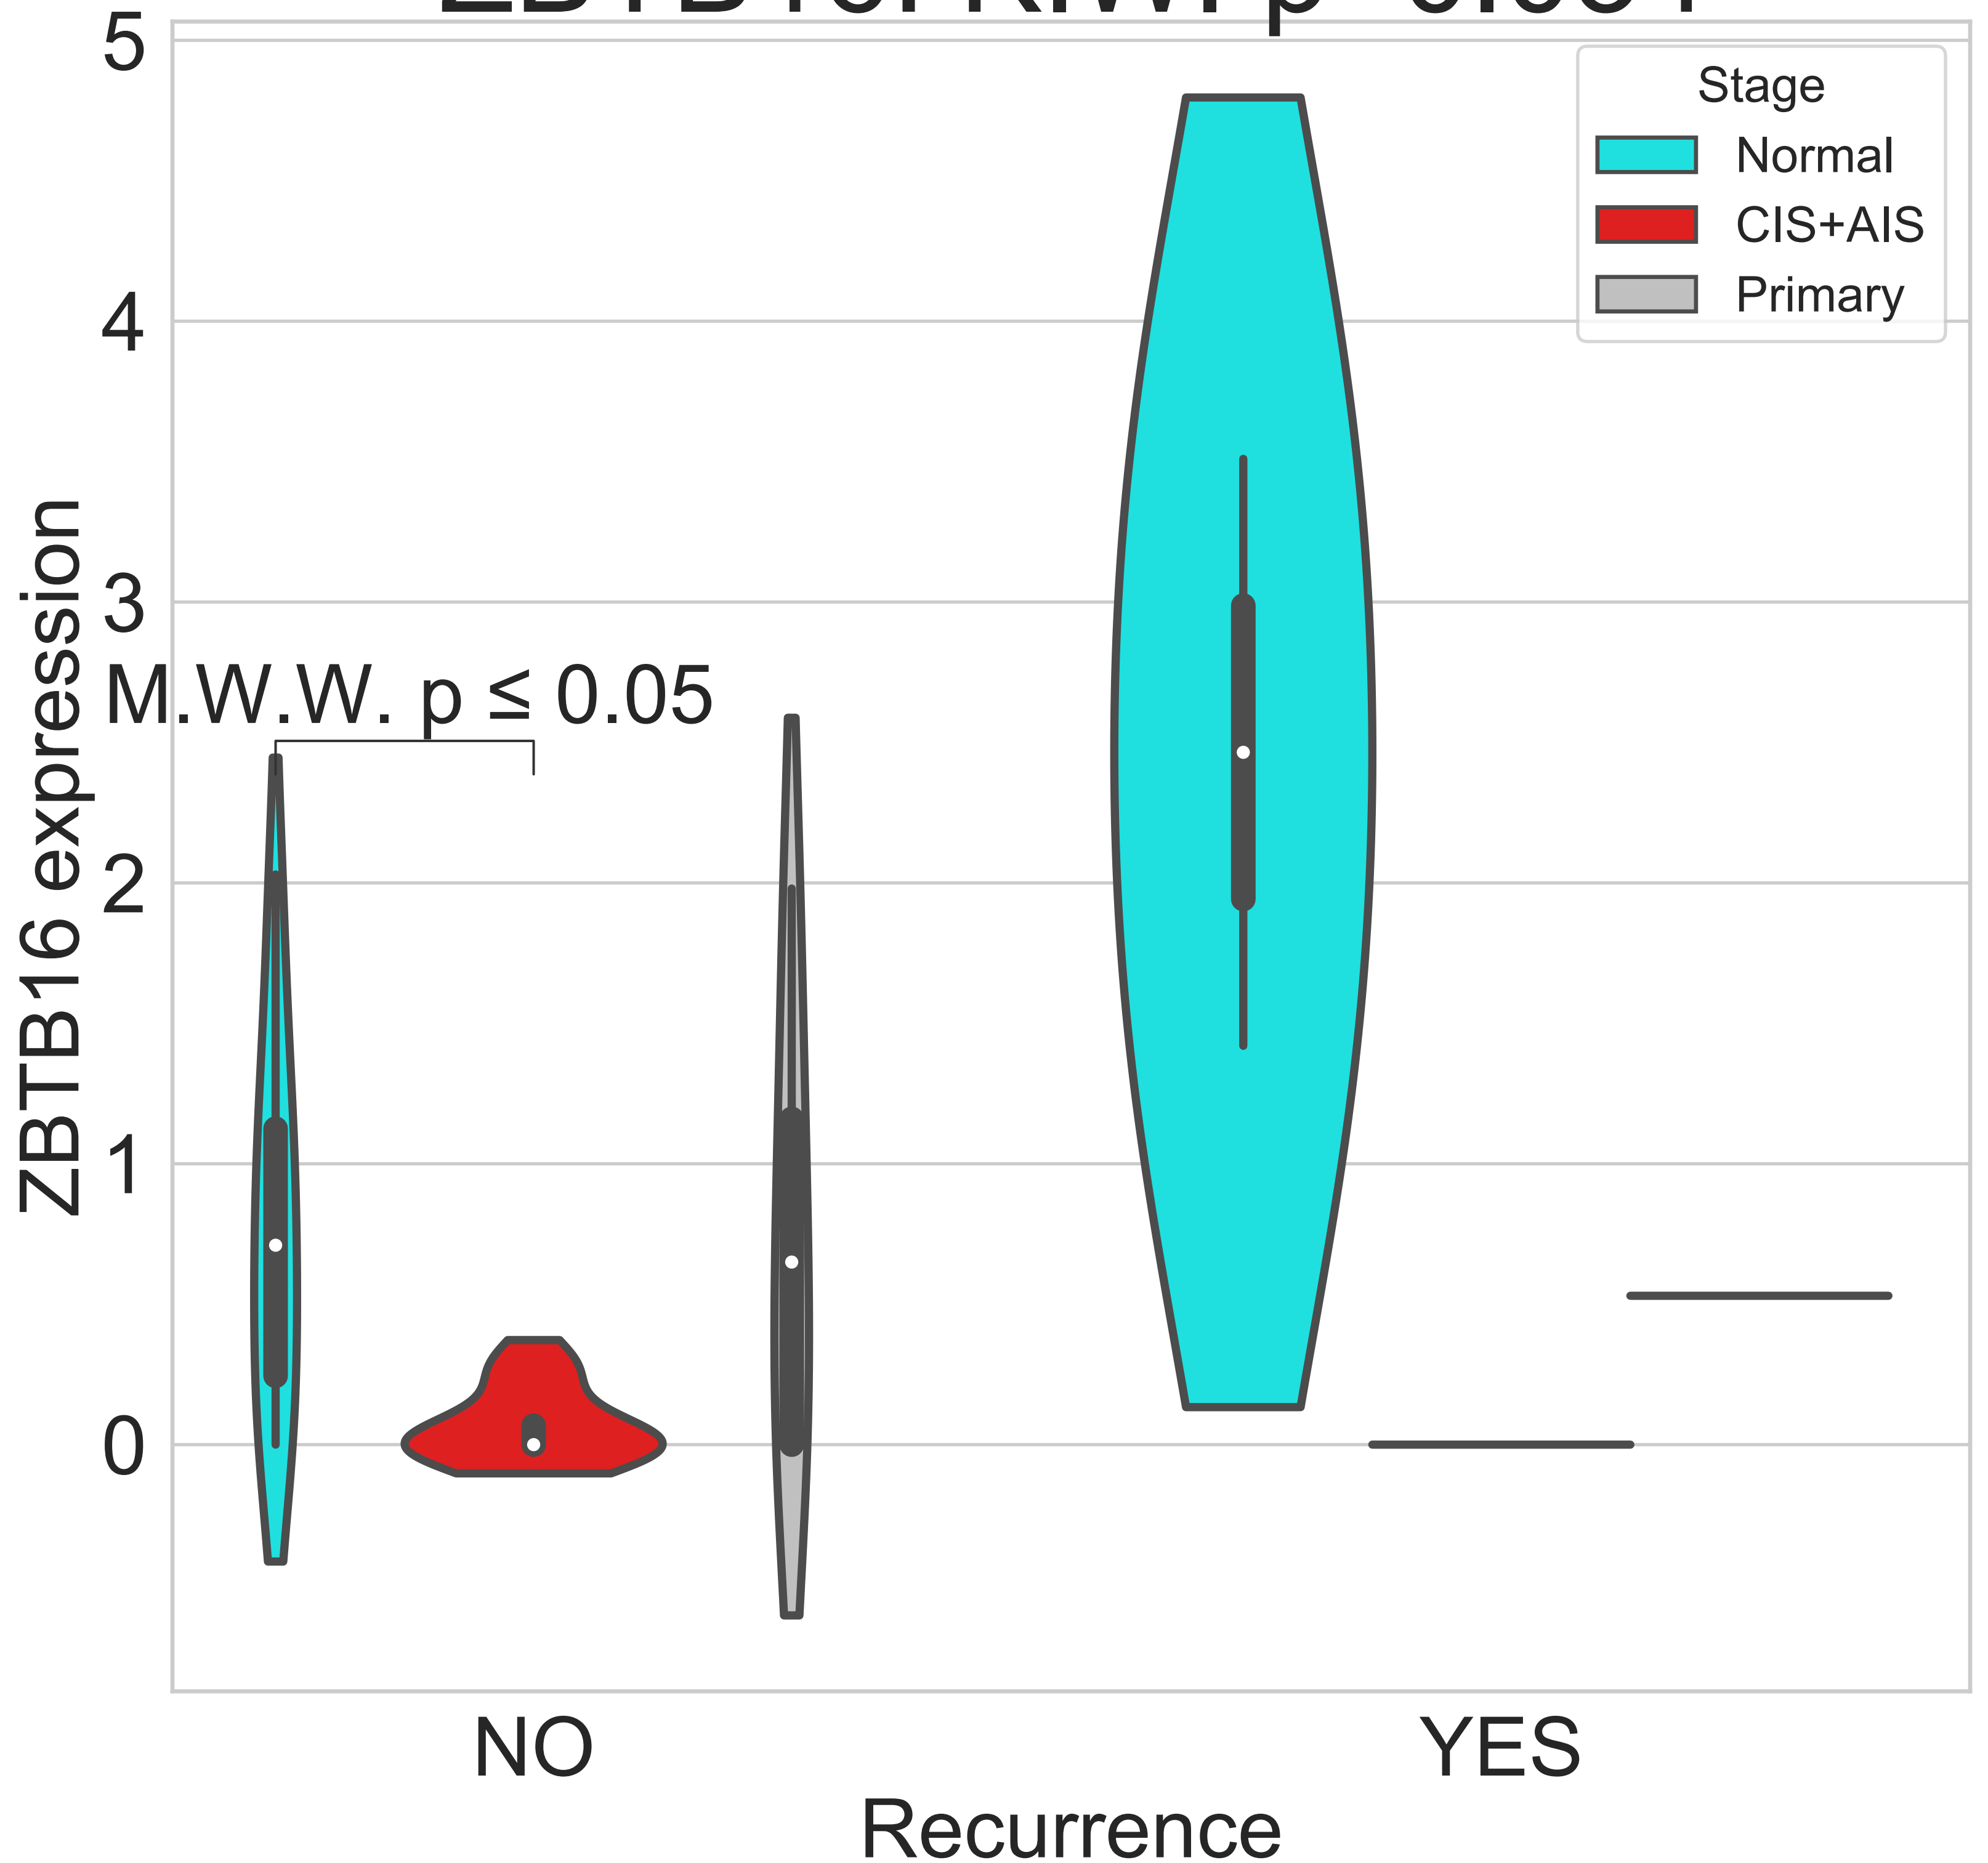 5
4
3
2
1
0
ZBTB16 expression
M.W.W. p ≤ 0.05
Stage
Normal
CIS+AIS
Primary
NO
YES
Recurrence